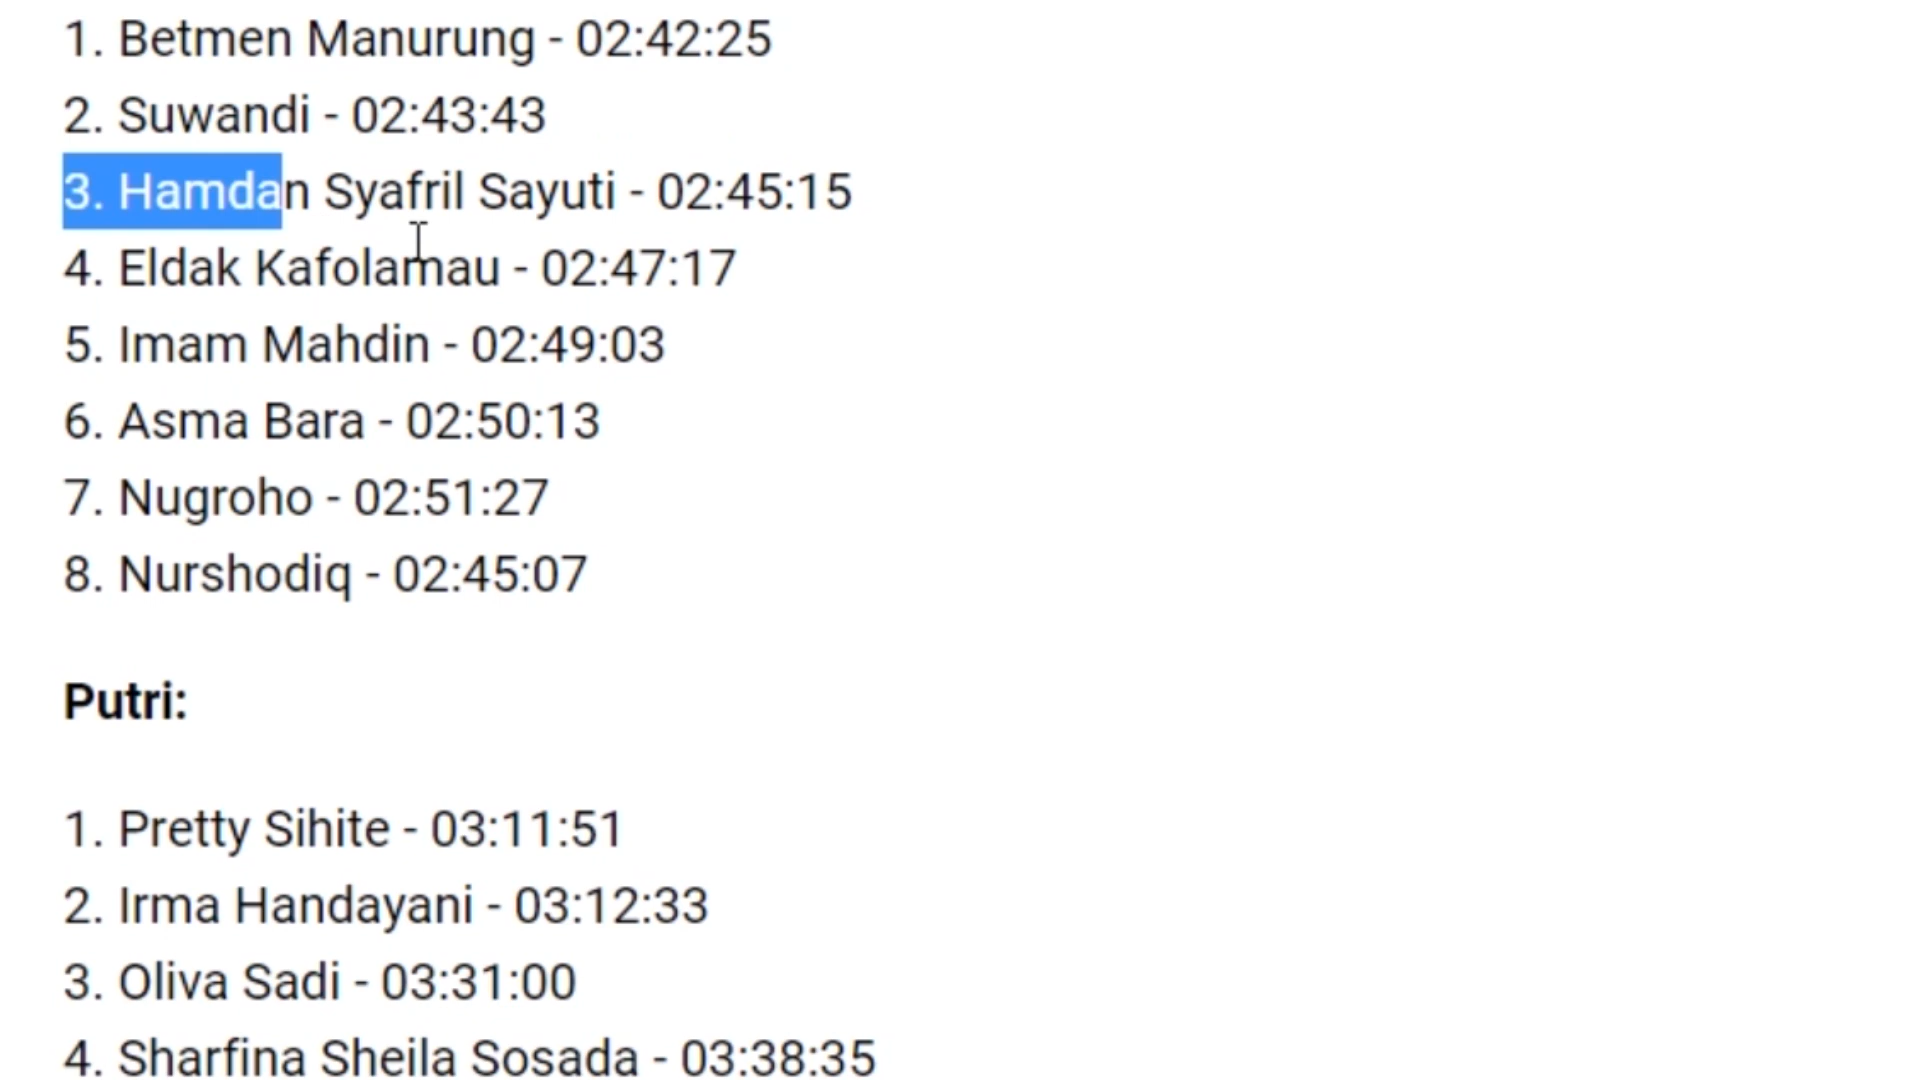 1. Betmen Manurung - 02:42:25
2. Suwandi - 02:43:43
3. Hamdan Syafril Sayuti - 02:45:15
4. Eldak Kafolamau - 02:47:17
5. Imam Mahdin - 02:49:03
6. Asma Bara - 02:50:13
7. Nugroho - 02:51:27
8. Nurshodiq - 02:45:07
Putri:
1. Pretty Sihite - 03:11:51
2. Irma Handayani - 03:12:33
3. Oliva Sadi - 03:31:00
4. Sharfina Sheila Sosada - 03:38:35